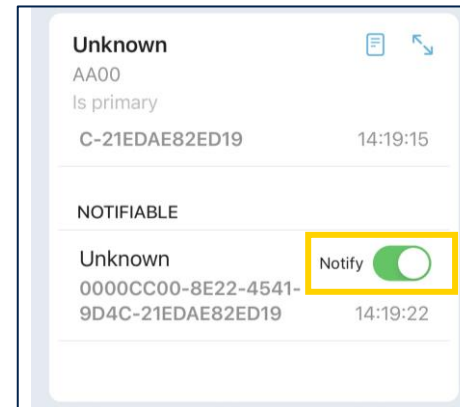 Unknown
AA00
Is primary
C-21EDAE82ED19 14:19:15
NOTIFIABLE
Unknown Notify
0000CC00-8E22-4541-
9D4C-21EDAE82ED19 14:19:22